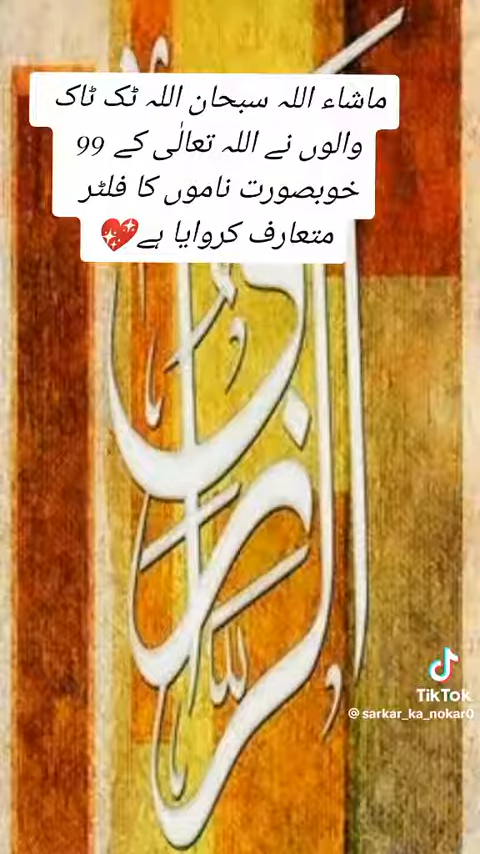 ماشاء اللہ سبحان اللہ ٹک ٹاک
والوں نے اللہ تعالٰی کے 99
خوبصورت ناموں کا فلٹر
متعارف کروایا ہے💖
TikTok
@sarkar_ka_nokar0